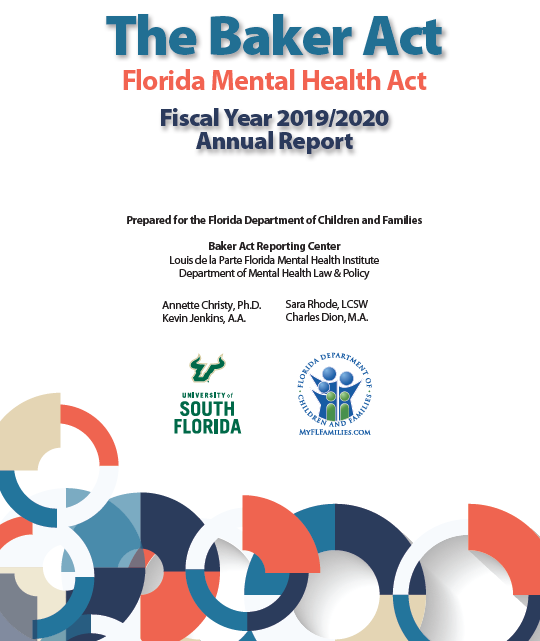 The Baker Act
Florida Mental Health Act
Fiscal Year 2019/2020
Annual Report
Prepared for the Florida Department of Children and Families
Baker Act Reporting Center
Louis de la Parte Florida Mental Health Institute
Department of Mental Health Law & Policy
Annette Christy, Ph.D.
Kevin Jenkins, A.A.
Sara Rhode, LCSW
Charles Dion, M.A.
UNIVERSITY of
SOUTH
FLORIDA
FLORIDA DEPARTMENT OF
CHILDREN AND FAMILIES
MYFLFAMILIES.COM